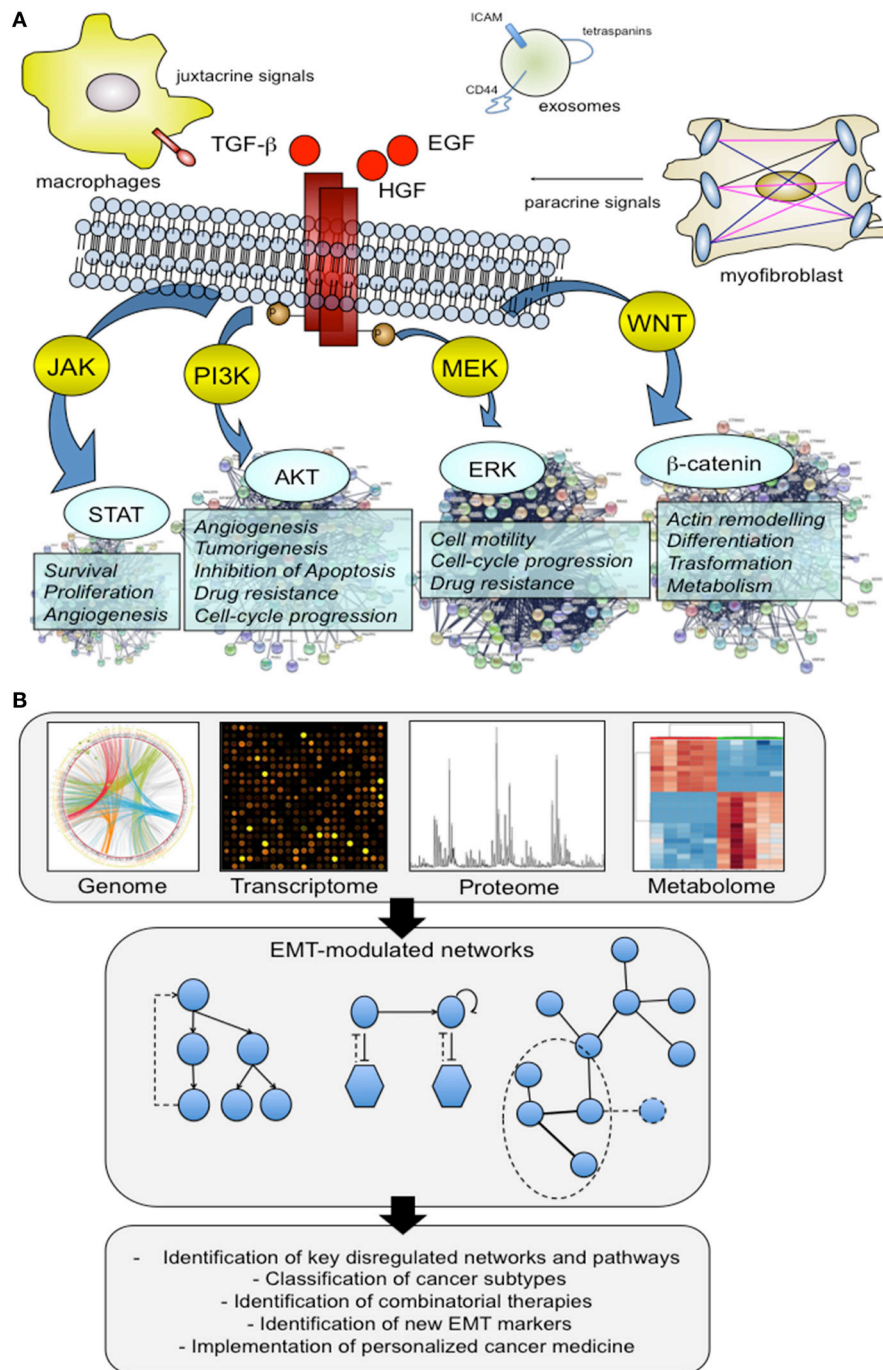 A
ICAM
tetraspanins
juxtacrine signals
CD44
exosomes
TGF-β
EGF
macrophages
HGF
paracrine signals
myofibroblast
P
P
WNT
JAK
PI3K
MEK
AKT
ERK
β-catenin
STAT
Survival
Proliferation
Angiogenesis
Angiogenesis
Tumorigenesis
Inhibition of Apoptosis
Drug resistance
Cell-cycle progression
Cell motility
Cell-cycle progression
Drug resistance
Actin remodelling
Differentiation
Trasformation
Metabolism
B
Genome
Transcriptome
Proteome
Metabolome
EMT-modulated networks
- Identification of key disregulated networks and pathways
- Classification of cancer subtypes
- Identification of combinatorial therapies
- Identification of new EMT markers
- Implementation of personalized cancer medicine